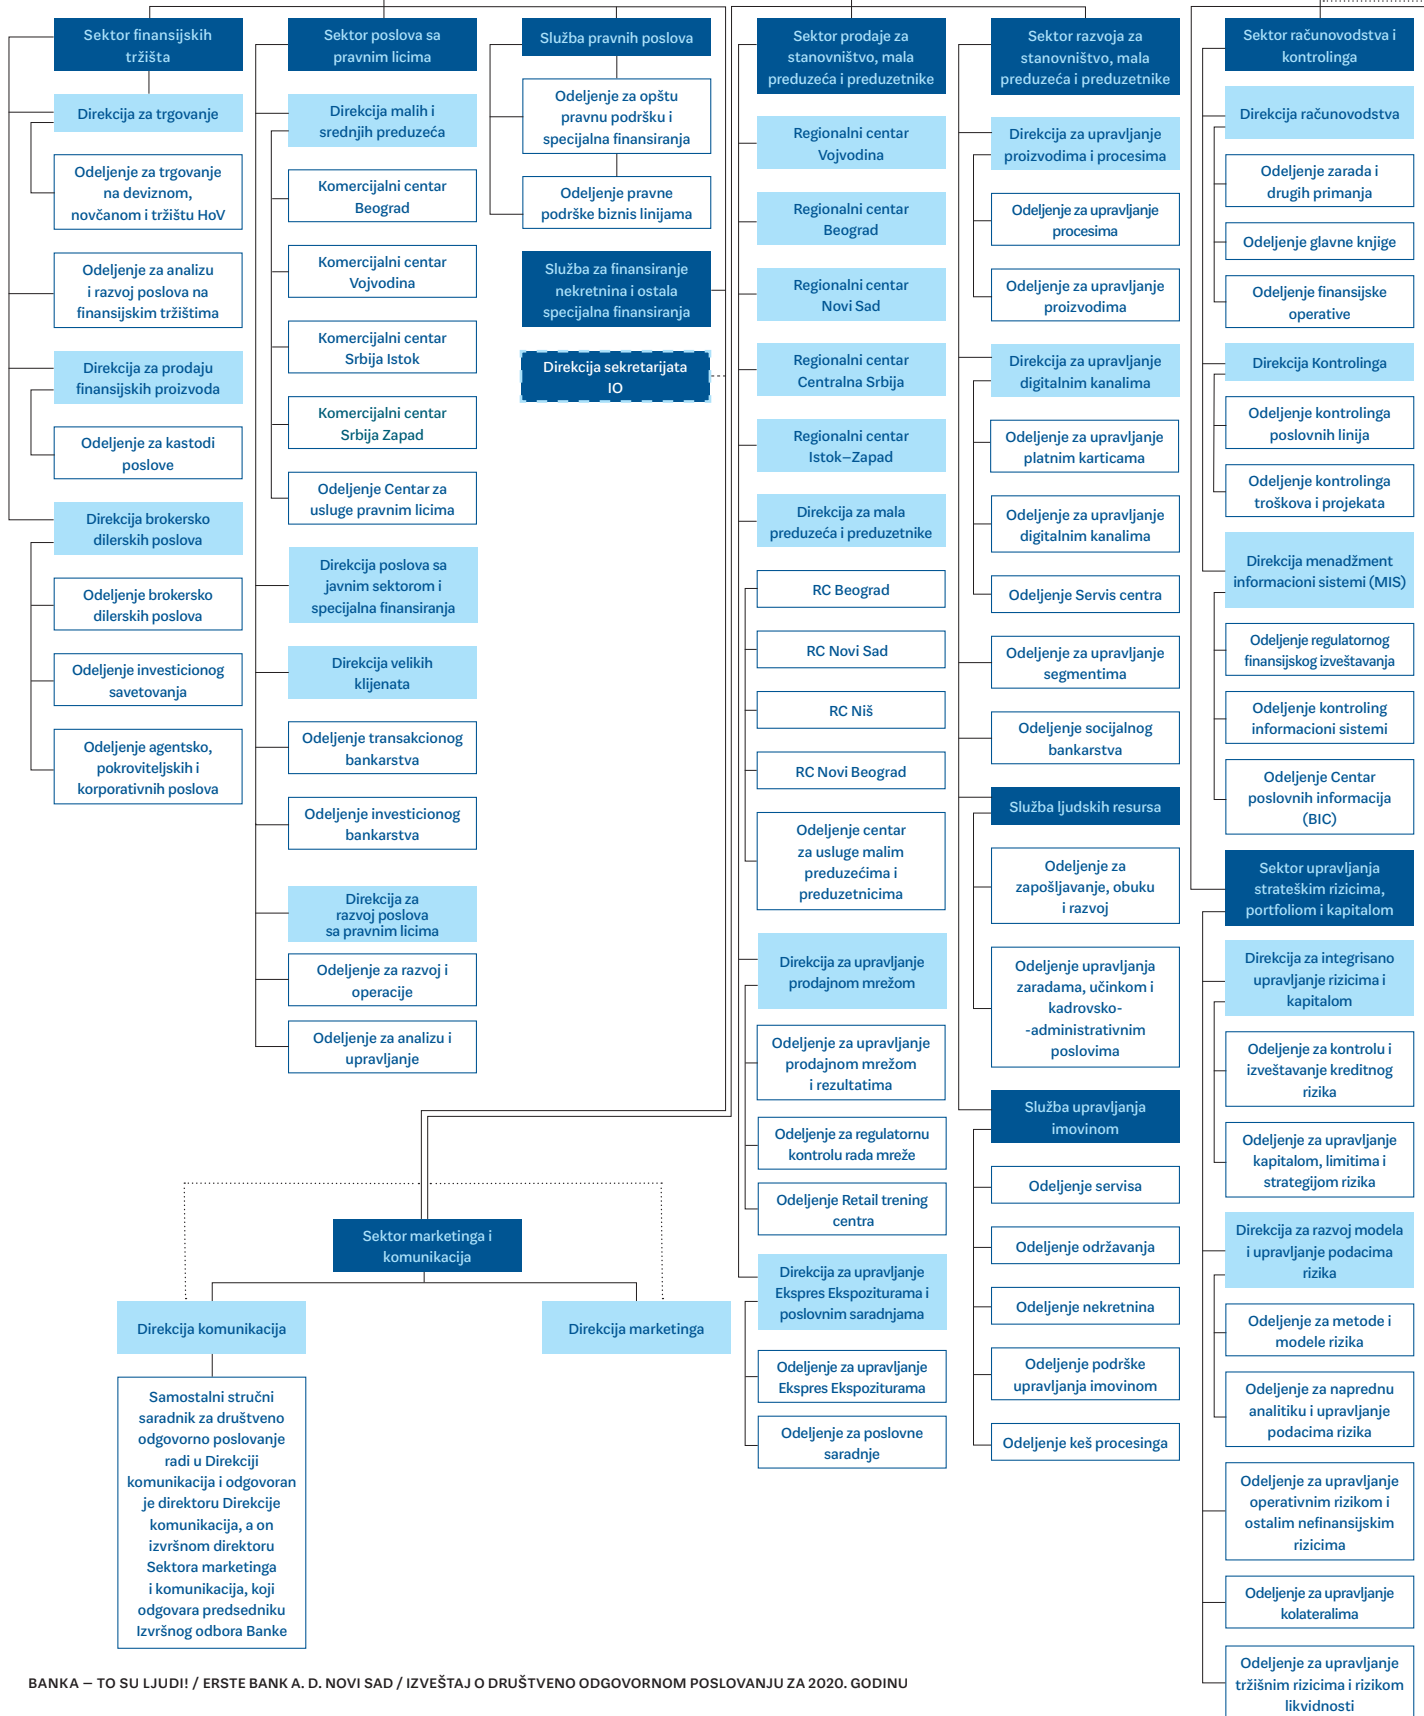 Sektor finansijskih
tržišta
Direkcija za trgovanje
Odeljenje za trgovanje
na deviznom,
novčanom i tržištu HoV
Odeljenje za analizu
i razvoj poslova na
finansijskim tržištima
Direkcija za prodaju
finansijskih proizvoda
Odeljenje za kastodi
poslove
Direkcija brokersko
dilerskih poslova
Odeljenje brokersko
dilerskih poslova
Odeljenje investicionog
savetovanja
Odeljenje agentsko,
pokroviteljskih i
korporativnih poslova
Sektor poslova sa
pravnim licima
Direkcija malih i
srednjih preduzeća
Komercijalni centar
Beograd
Komercijalni centar
Vojvodina
Komercijalni centar
Srbija Istok
Komercijalni centar
Srbija Zapad
Odeljenje Centar za
usluge pravnim licima
Direkcija poslova sa
javnim sektorom i
specijalna finansiranja
Direkcija velikih
klijenata
Odeljenje transakcionog
bankarstva
Odeljenje investicionog
bankarstva
Direkcija za
razvoj poslova
sa pravnim licima
Odeljenje za razvoj i
operacije
Odeljenje za analizu i
upravljanje
Služba pravnih poslova
Odeljenje za opštu
pravnu podršku i
specijalna finansiranja
Odeljenje pravne
podrške biznis linijama
Služba za finansiranje
nekretnina i ostala
specijalna finansiranja
Direkcija sekretarijata
IO
Sektor prodaje za
stanovništvo, mala
preduzeća i preduzetnike
Regionalni centar
Vojvodina
Regionalni centar
Beograd
Regionalni centar
Novi Sad
Regionalni centar
Centralna Srbija
Regionalni centar
Istok–Zapad
Direkcija za mala
preduzeća i preduzetnike
RC Beograd
RC Novi Sad
RC Niš
RC Novi Beograd
Odeljenje centar
za usluge malim
preduzećima i
preduzetnicima
Direkcija za upravljanje
prodajnom mrežom
Odeljenje za upravljanje
prodajnom mrežom
i rezultatima
Odeljenje za regulatornu
kontrolu rada mreže
Odeljenje Retail trening
centra
Direkcija za upravljanje
Ekspres Ekspoziturama i
poslovnim saradnjama
Odeljenje za upravljanje
Ekspres Ekspoziturama
Odeljenje za poslovne
saradnje
Sektor razvoja za
stanovništvo, mala
preduzeća i preduzetnike
Direkcija za upravljanje
proizvodima i procesima
Odeljenje za upravljanje
procesima
Odeljenje za upravljanje
proizvodima
Direkcija za upravljanje
digitalnim kanalima
Odeljenje za upravljanje
platnim karticama
Odeljenje za upravljanje
digitalnim kanalima
Odeljenje Servis centra
Odeljenje za upravljanje
segmentima
Odeljenje socijalnog
bankarstva
Služba ljudskih resursa
Odeljenje za
zapošljavanje, obuku
i razvoj
Odeljenje upravljanja
zaradama, učinkom i
kadrovsko-
-administrativnim
poslovima
Služba upravljanja
imovinom
Odeljenje servisa
Odeljenje održavanja
Odeljenje nekretnina
Odeljenje podrške
upravljanja imovinom
Odeljenje keš procesinga
Sektor računovodstva i
kontrolinga
Direkcija računovodstva
Odeljenje zarada i
drugih primanja
Odeljenje glavne knjige
Odeljenje finansijske
operative
Direkcija Kontrolinga
Odeljenje kontrolinga
poslovnih linija
Odeljenje kontrolinga
troškova i projekata
Direkcija menadžment
informacioni sistemi (MIS)
Odeljenje regulatornog
finansijskog izveštavanja
Odeljenje kontroling
informacioni sistemi
Odeljenje Centar
poslovnih informacija
(BIC)
Sektor upravljanja
strateškim rizicima,
portfoliom i kapitalom
Direkcija za integrisano
upravljanje rizicima i
kapitalom
Odeljenje za kontrolu i
izveštavanje kreditnog
rizika
Odeljenje za upravljanje
kapitalom, limitima i
strategijom rizika
Direkcija za razvoj modela
i upravljanje podacima
rizika
Odeljenje za metode i
modele rizika
Odeljenje za naprednu
analitiku i upravljanje
podacima rizika
Odeljenje za upravljanje
operativnim rizikom i
ostalim nefinansijskim
rizicima
Odeljenje za upravljanje
kolateralima
Odeljenje za upravljanje
tržišnim rizicima i rizikom
likvidnosti
Sektor marketinga i
komunikacija
Direkcija komunikacija
Direkcija marketinga
Samostalni stručni
saradnik za društveno
odgovorno poslovanje
radi u Direkciji
komunikacija i odgovoran
je direktoru Direkcije
komunikacija, a on
izvršnom direktoru
Sektora marketinga
i komunikacija, koji
odgovara predsedniku
Izvršnog odbora Banke
BANKA – TO SU LJUDI! / ERSTE BANK A. D. NOVI SAD / IZVEŠTAJ O DRUŠTVENO ODGOVORNOM POSLOVANJU ZA 2020. GODINU